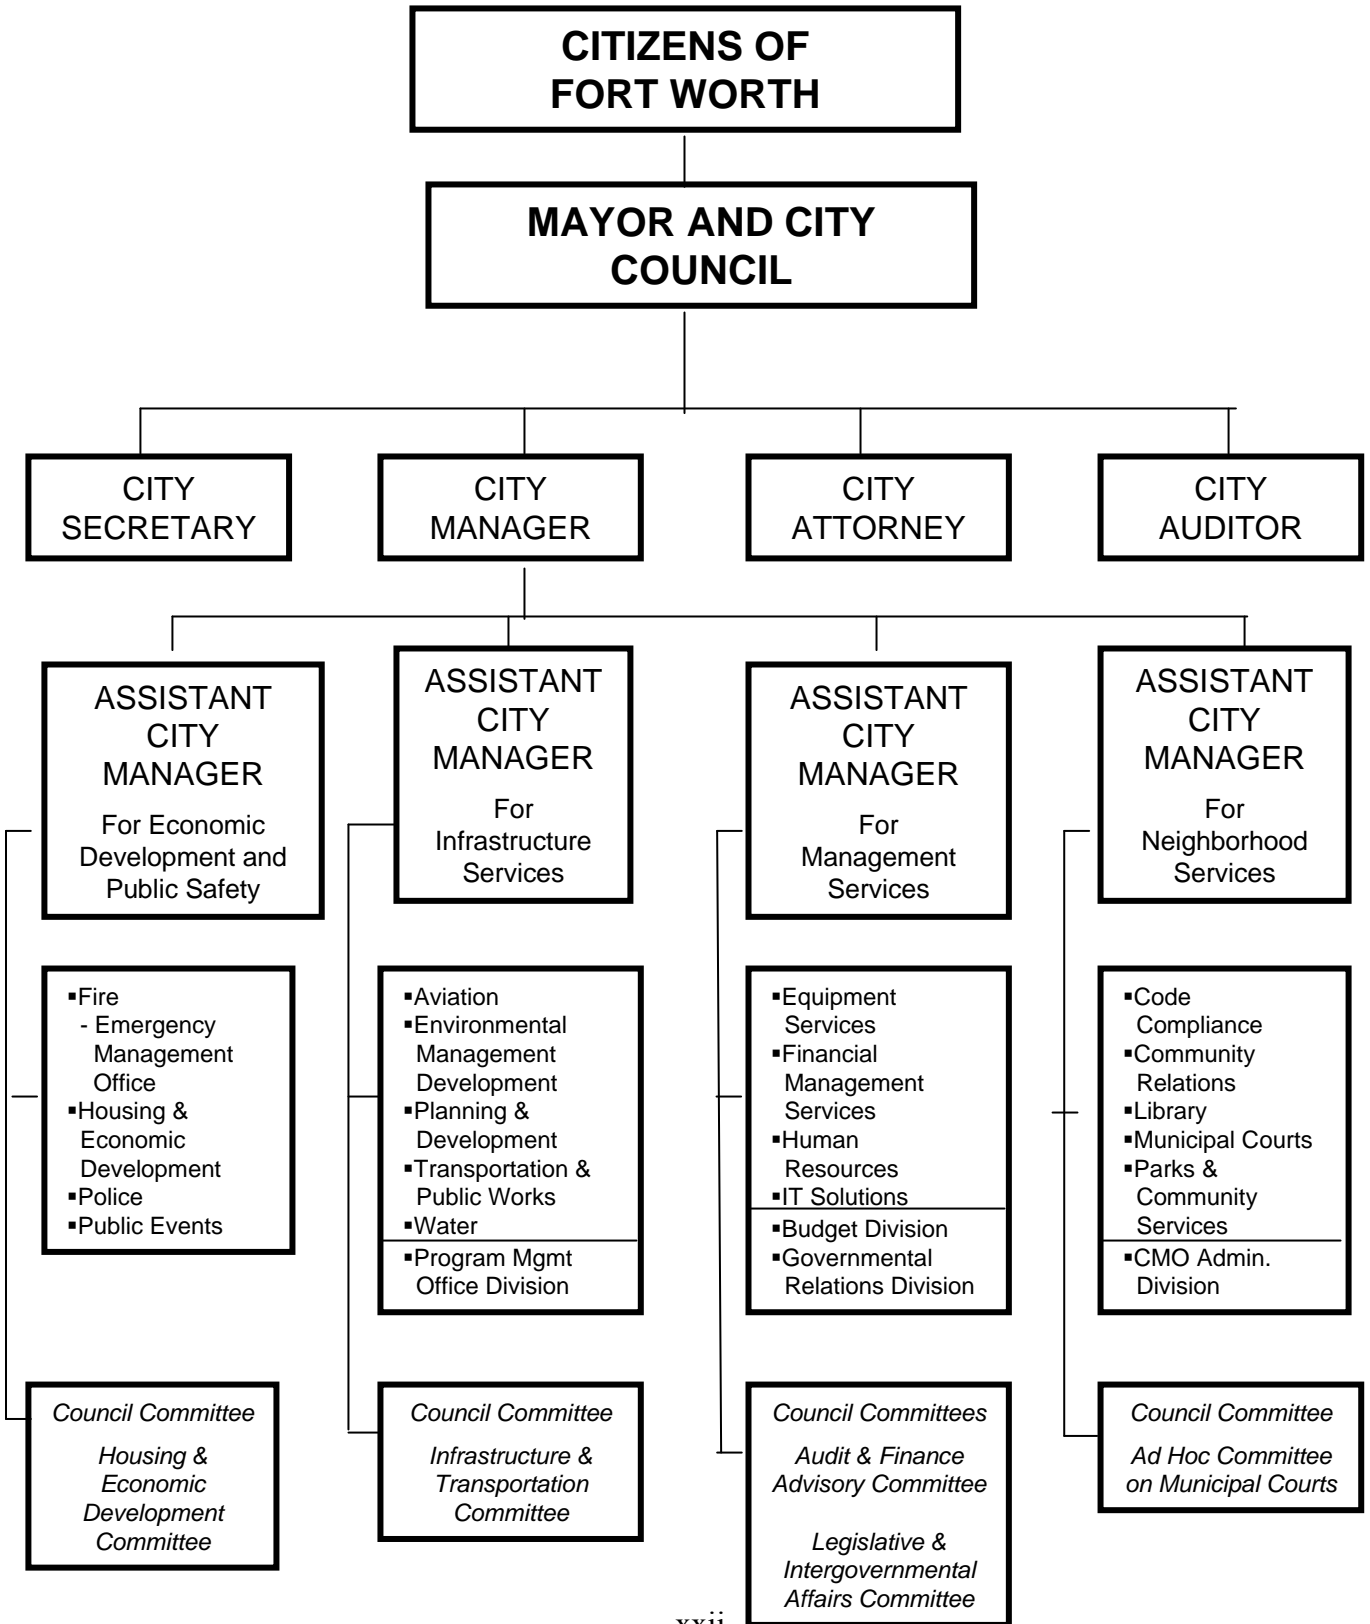 CITIZENS OF
FORT WORTH
MAYOR AND CITY
COUNCIL
CITY
SECRETARY
CITY
MANAGER
CITY
ATTORNEY
CITY
AUDITOR
ASSISTANT
CITY
MANAGER
For Economic
Development and
Public Safety
ASSISTANT
CITY
MANAGER
For
Infrastructure
Services
ASSISTANT
CITY
MANAGER
For
Management
Services
ASSISTANT
CITY
MANAGER
For
Neighborhood
Services
▪Fire
- Emergency
Management
Office
▪Housing &
Economic
Development
▪Police
▪Public Events
▪Aviation
▪Environmental
Management
Development
▪Planning &
Development
▪Transportation &
Public Works
▪Water
▪Program Mgmt
Office Division
▪Equipment
Services
▪Financial
Management
Services
▪Human
Resources
▪IT Solutions
▪Budget Division
▪Governmental
Relations Division
▪Code
Compliance
▪Community
Relations
▪Library
▪Municipal Courts
▪Parks &
Community
Services
▪CMO Admin.
Division
Council Committee
Housing &
Economic
Development
Committee
Council Committee
Infrastructure &
Transportation
Committee
Council Committees
Audit & Finance
Advisory Committee
Legislative &
Intergovernmental
Affairs Committee
Council Committee
Ad Hoc Committee
on Municipal Courts
xxii